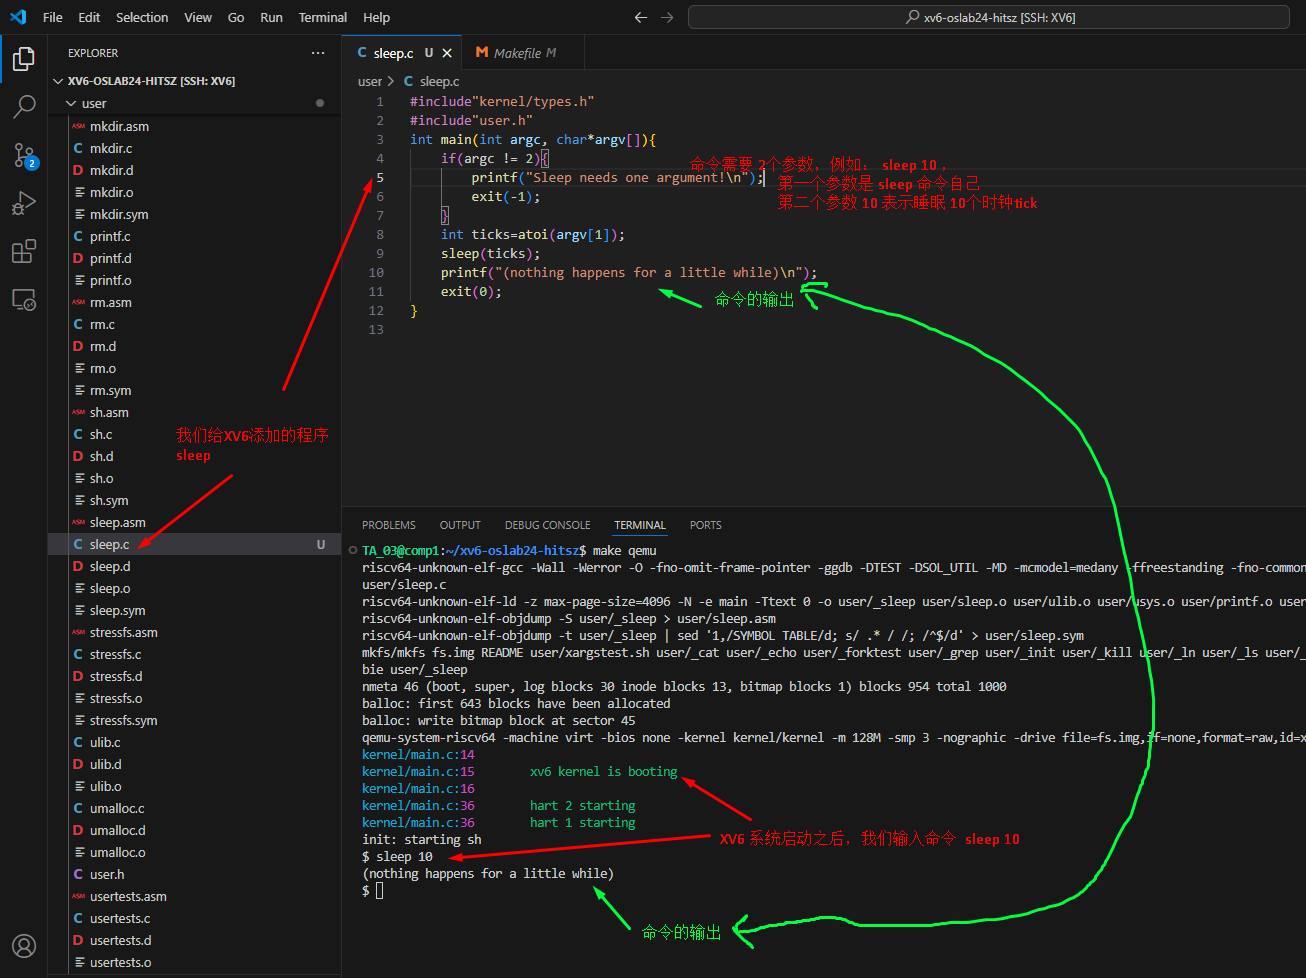 File Edit Selection View Go Run Terminal Help
xv6-oslab24-hitsz [SSH: XV6]
EXPLORER
XV6-OSLAB24-HITSZ [SSH: XV6]
user
ASM mkdir.asm
C mkdir.c
D mkdir.d
mkdir.o
mkdir.sym
C printf.c
D printf.d
printf.o
ASM rm.asm
C rm.c
D rm.d
rm.o
rm.sym
ASM sh.asm
C sh.c
D sh.d
sh.o
sh.sym
ASM sleep.asm
C sleep.c U
D sleep.d
sleep.o
sleep.sym
ASM stressfs.asm
C stressfs.c
D stressfs.d
stressfs.o
stressfs.sym
C ulib.c
D ulib.d
ulib.o
C umalloc.c
D umalloc.d
umalloc.o
C user.h
ASM usertests.asm
C usertests.c
D usertests.d
usertests.o
2
我们给XV6添加的程序
sleep
C sleep.c U
M Makefile M
user > C sleep.c
1 #include"kernel/types.h"
2 #include"user.h"
3 int main(int argc, char*argv[]){
4 if(argc != 2){
5 printf("Sleep needs one argument!\n");
6 exit(-1);
7 }
8 int ticks=atoi(argv[1]);
9 sleep(ticks);
10 printf("(nothing happens for a little while)\n");
11 exit(0);
12 }
13
命令需要 2个参数，例如： sleep 10 ，
第一个参数是 sleep 命令自己
第二个参数 10 表示睡眠 10个时钟tick
命令的输出
PROBLEMS OUTPUT DEBUG CONSOLE TERMINAL PORTS
TA_03@comp1:~/xv6-oslab24-hitsz$ make qemu
riscv64-unknown-elf-gcc -Wall -Werror -O -fno-omit-frame-pointer -ggdb -DTEST -DSOL_UTIL -MD -mcmodel=medany -ffreestanding -fno-common
user/sleep.c
riscv64-unknown-elf-ld -z max-page-size=4096 -N -e main -Ttext 0 -o user/_sleep user/sleep.o user/ulib.o user/usys.o user/printf.o user
riscv64-unknown-elf-objdump -S user/_sleep > user/sleep.asm
riscv64-unknown-elf-objdump -t user/_sleep | sed '1,/SYMBOL TABLE/d; s/ .* / /; /^$/d' > user/sleep.sym
mkfs/mkfs fs.img README user/xargstest.sh user/_cat user/_echo user/_forktest user/_grep user/_init user/_kill user/_ln user/_ls user/_
bie user/_sleep
nmeta 46 (boot, super, log blocks 30 inode blocks 13, bitmap blocks 1) blocks 954 total 1000
balloc: first 643 blocks have been allocated
balloc: write bitmap block at sector 45
qemu-system-riscv64 -machine virt -bios none -kernel kernel/kernel -m 128M -smp 3 -nographic -drive file=fs.img,if=none,format=raw,id=x
kernel/main.c:14
kernel/main.c:15 xv6 kernel is booting
kernel/main.c:16
kernel/main.c:36 hart 2 starting
kernel/main.c:36 hart 1 starting
init: starting sh
$ sleep 10
(nothing happens for a little while)
$
XV6 系统启动之后，我们输入命令 sleep 10
命令的输出